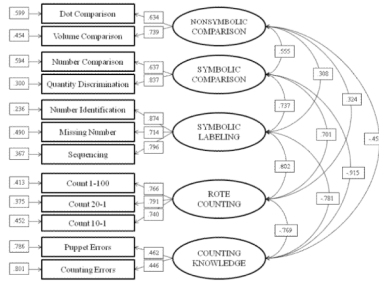 .599 Dot Comparison .634
NONSYMBOLIC
COMPARISON
.454 Volume Comparison .739
.555
.594 Number Comparison .637
SYMBOLIC
COMPARISON
.300 Quantity Discrimination .837
.308
.324
.737
.236 Number Identification .874
.490 Missing Number .714
SYMBOLIC
LABELING
.701
-.45
.367 Sequencing .796
.602
-.915
.413 Count 1-100 .766
.375 Count 20-1 .791
ROTE
COUNTING
-.781
.452 Count 10-1 .740
-.769
.786 Puppet Errors .462
COUNTING
KNOWLEDGE
.801 Counting Errors .446